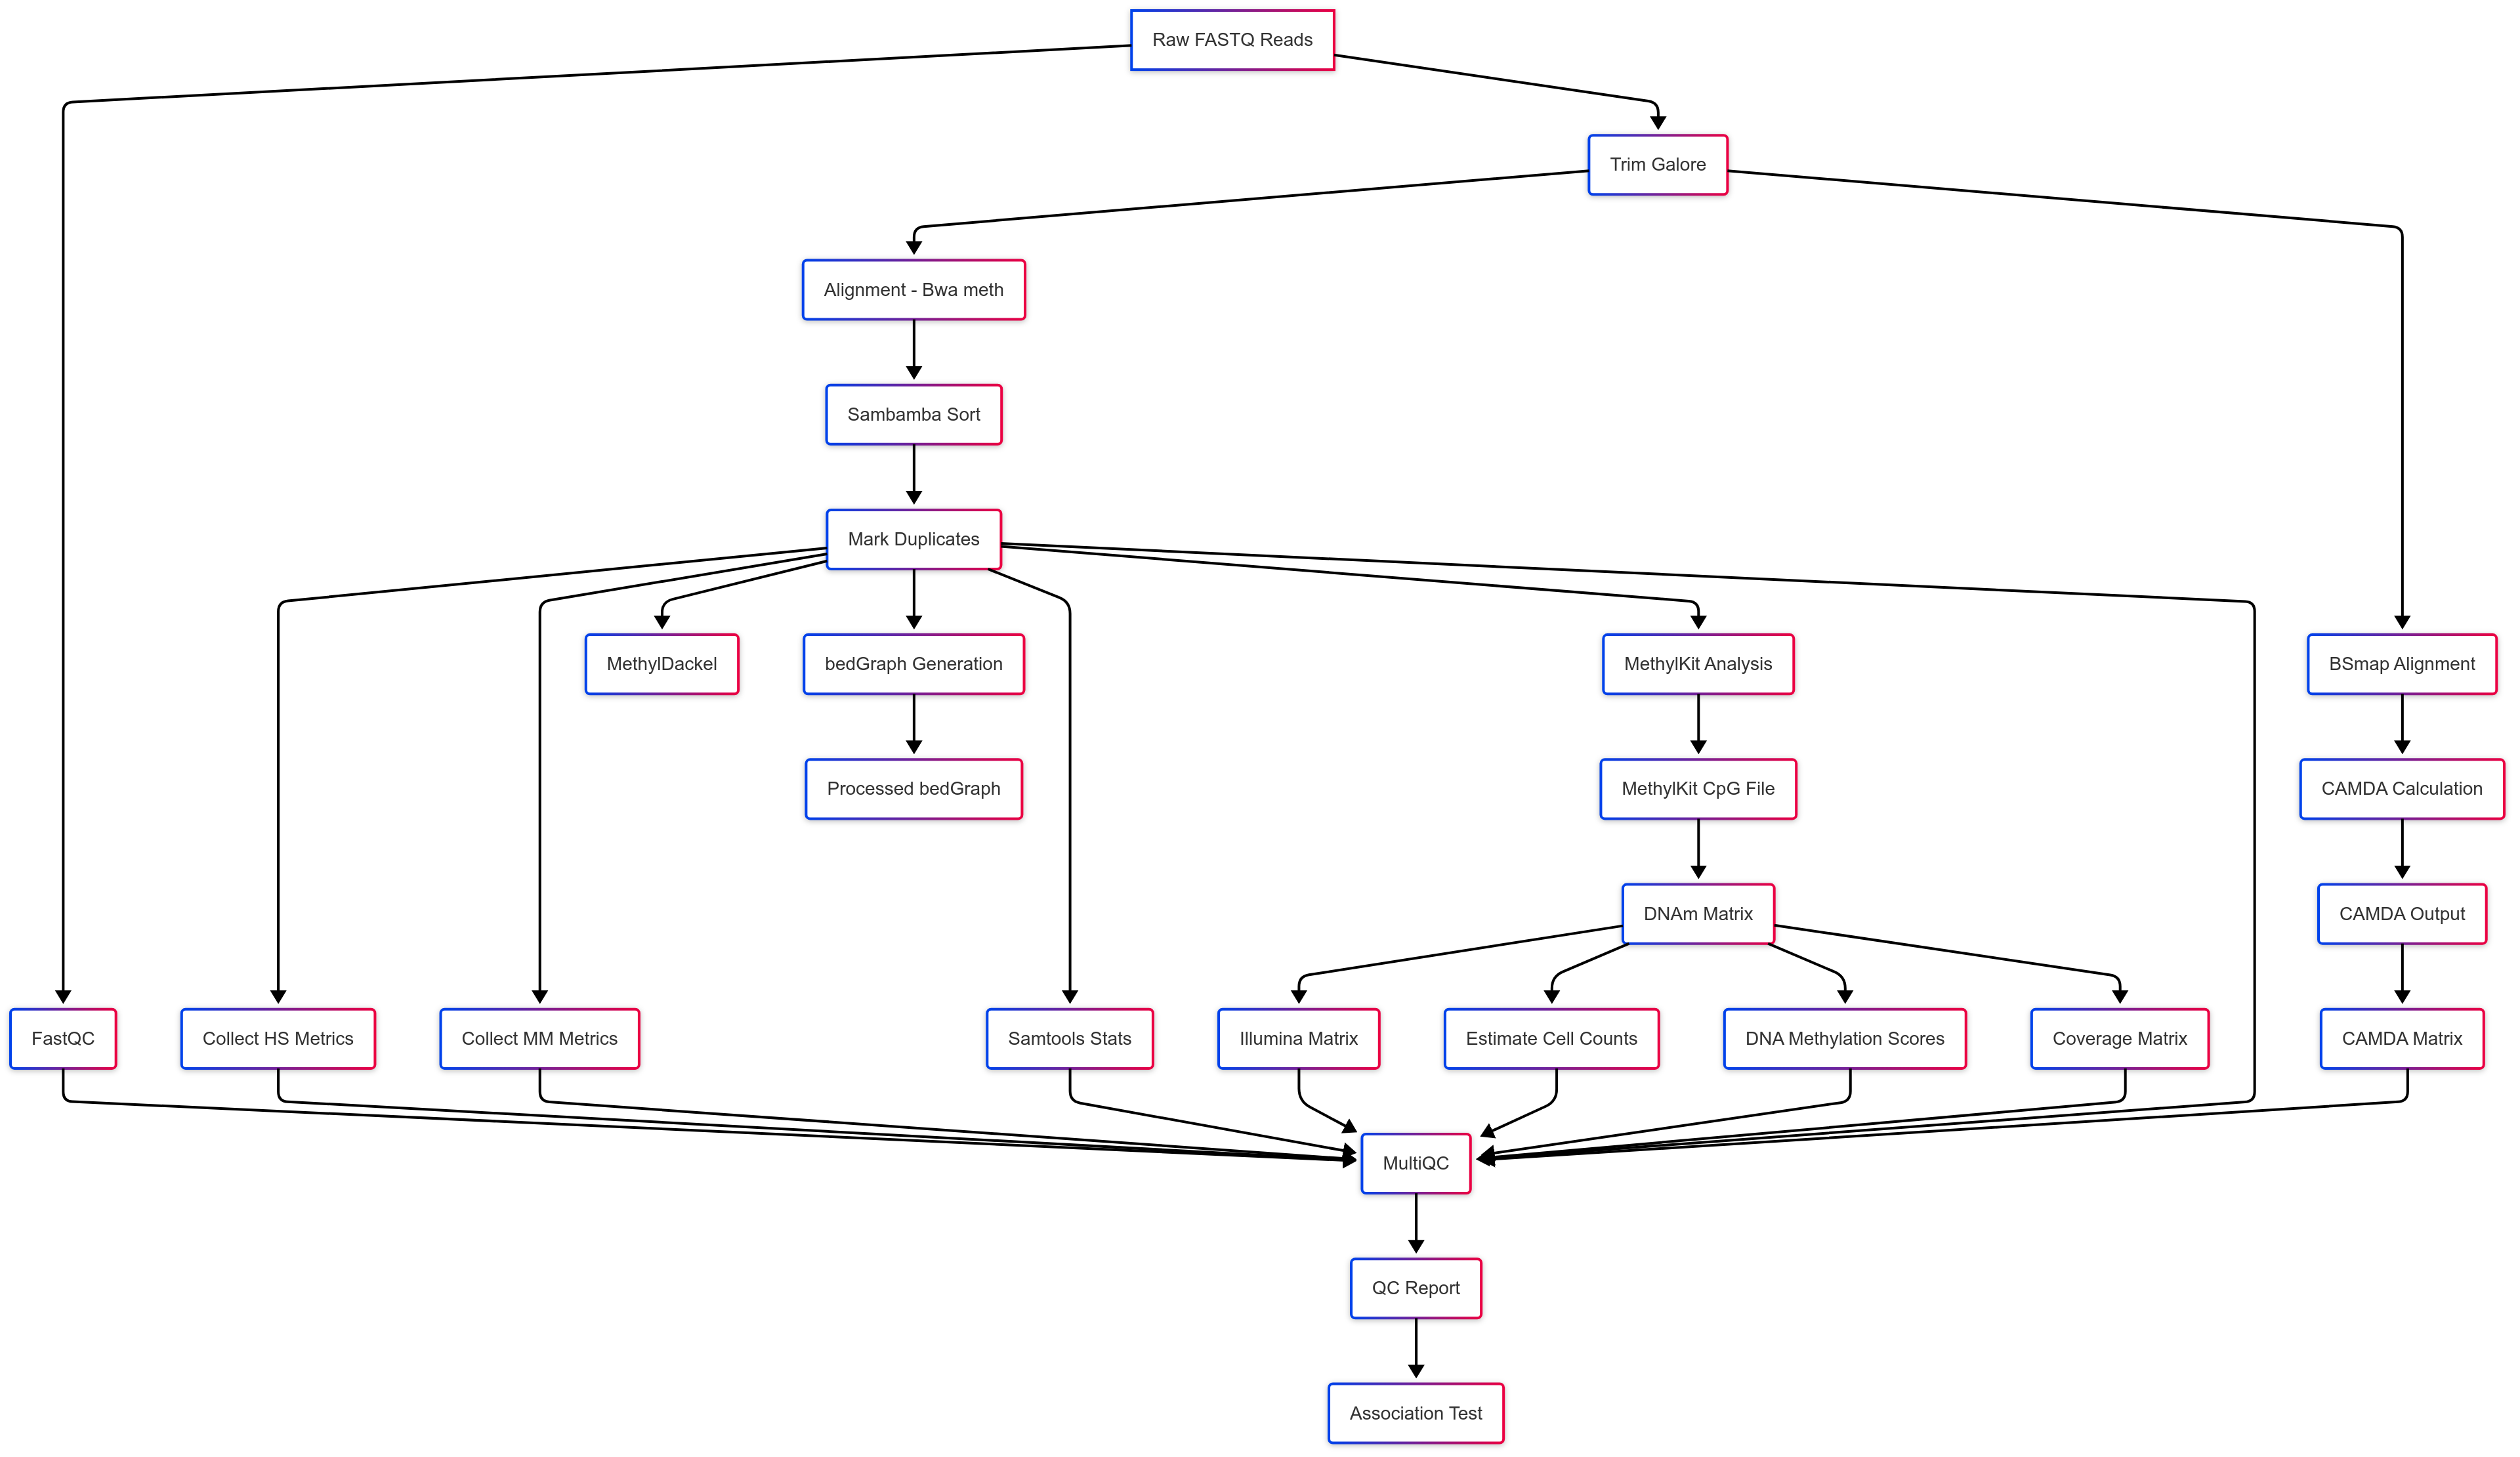 Raw FASTQ Reads
Trim Galore
Alignment - Bwa meth
Sambamba Sort
Mark Duplicates
MethylDackel
bedGraph Generation
MethylKit Analysis
BSmap Alignment
Processed bedGraph
MethylKit CpG File
CAMDA Calculation
DNAm Matrix
CAMDA Output
FastQC
Collect HS Metrics
Collect MM Metrics
Samtools Stats
Illumina Matrix
Estimate Cell Counts
DNA Methylation Scores
Coverage Matrix
CAMDA Matrix
MultiQC
QC Report
Association Test